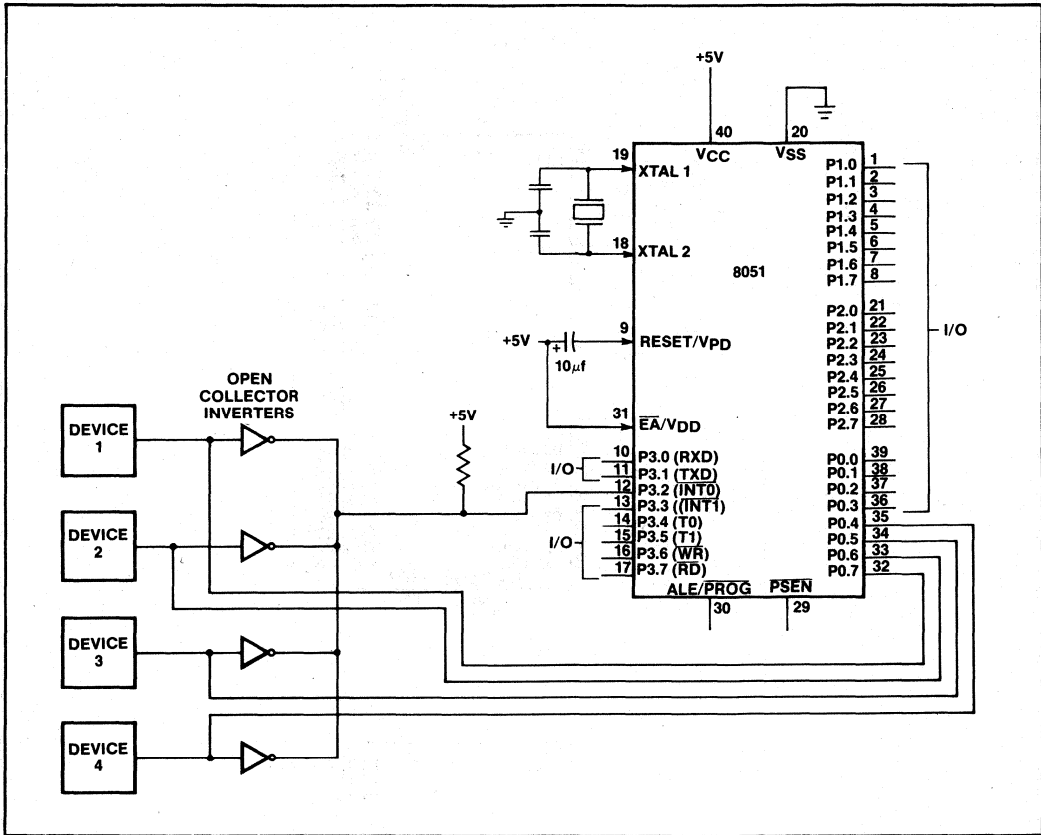 +5V
40
VCC
20
VSS
19
XTAL 1
18
XTAL 2
8051
9
RESET/VPD
+5V
+
10μf
31
EA/VDD
10
P3.0 (RXD)
11
P3.1 (TXD)
12
P3.2 (INT0)
13
P3.3 ((INT1)
14
P3.4 (T0)
15
P3.5 (T1)
16
P3.6 (WR)
17
P3.7 (RD)
I/O
I/O
ALE/PROG
30
PSEN
29
P1.0 1
P1.1 2
P1.2 3
P1.3 4
P1.4 5
P1.5 6
P1.6 7
P1.7 8
P2.0 21
P2.1 22
P2.2 23
P2.3 24
P2.4 25
P2.5 26
P2.6 27
P2.7 28
P0.0 39
P0.1 38
P0.2 37
P0.3 36
P0.4 35
P0.5 34
P0.6 33
P0.7 32
I/O
OPEN
COLLECTOR
INVERTERS
+5V
DEVICE
1
DEVICE
2
DEVICE
3
DEVICE
4